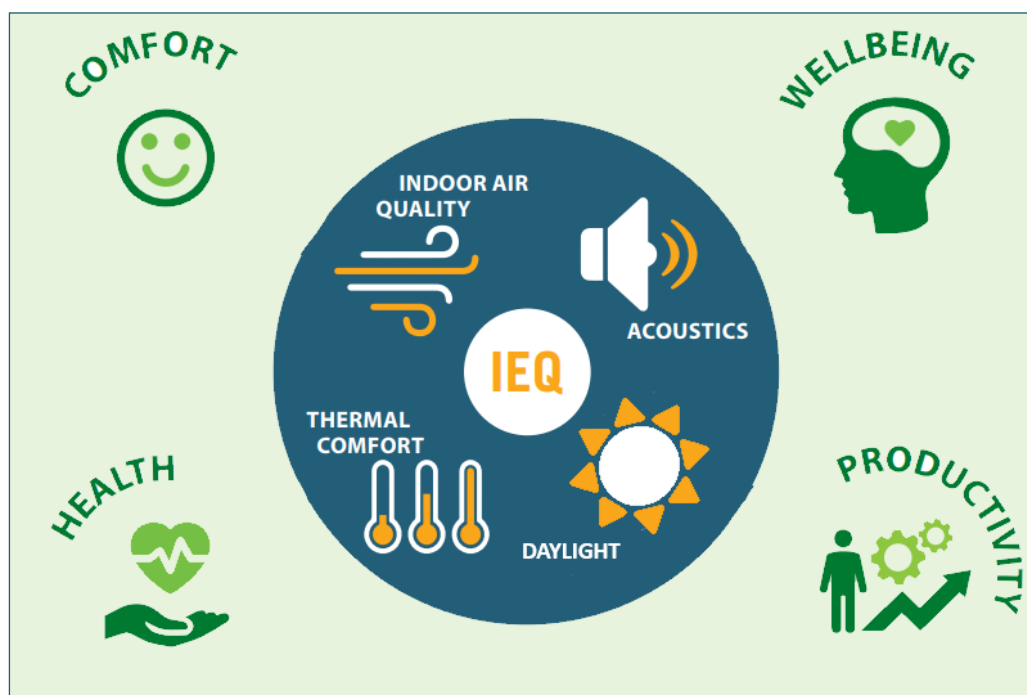 COMFORT
WELLBEING
INDOOR AIR
QUALITY
ACOUSTICS
IEQ
THERMAL
COMFORT
DAYLIGHT
HEALTH
PRODUCTIVITY